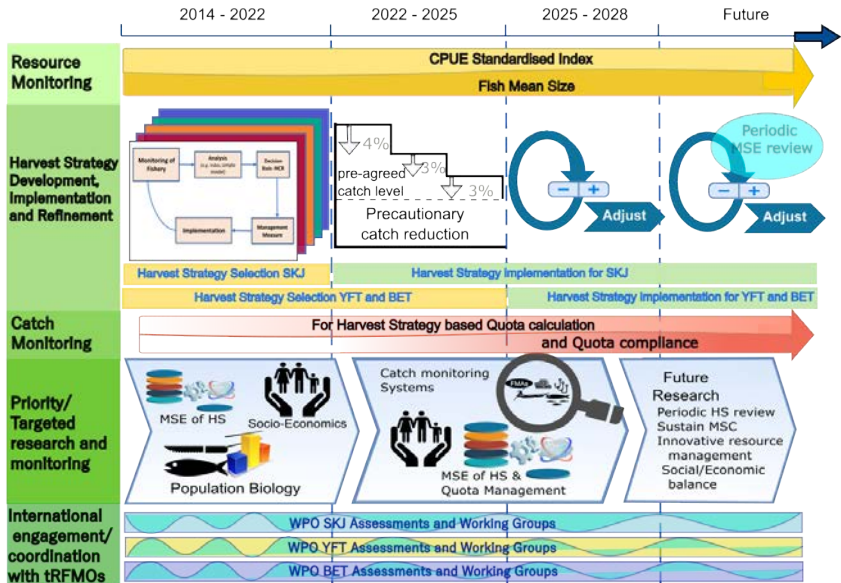 2014 - 2022
2022 - 2025
2025 - 2028
Future
Resource
Monitoring
CPUE Standardised Index
Fish Mean Size
Harvest Strategy
Development,
Implementation
and Refinement
Monitoring of
Fishery
Analysis
Decision
Rule-HCR
Implementation
Management
Measure
4%
3%
3%
pre-agreed
catch level
Precautionary
catch reduction
− +
Adjust
Periodic
MSE review
− +
Adjust
Harvest Strategy Selection SKJ
Harvest Strategy Implementation for SKJ
Harvest Strategy Selection YFT and BET
Harvest Strategy Implementation for YFT and BET
Catch
Monitoring
For Harvest Strategy based Quota calculation
and Quota compliance
Priority/
Targeted
research and
monitoring
MSE of HS
Socio-Economics
Population Biology
Catch monitoring
Systems
FMAs
MSE of HS &
Quota Management
Future
Research
Periodic HS review
Sustain MSC
Innovative resource
management
Social/Economic
balance
International
engagement/
coordination
with tRFMOs
WPO SKJ Assessments and Working Groups
WPO YFT Assessments and Working Groups
WPO BET Assessments and Working Groups